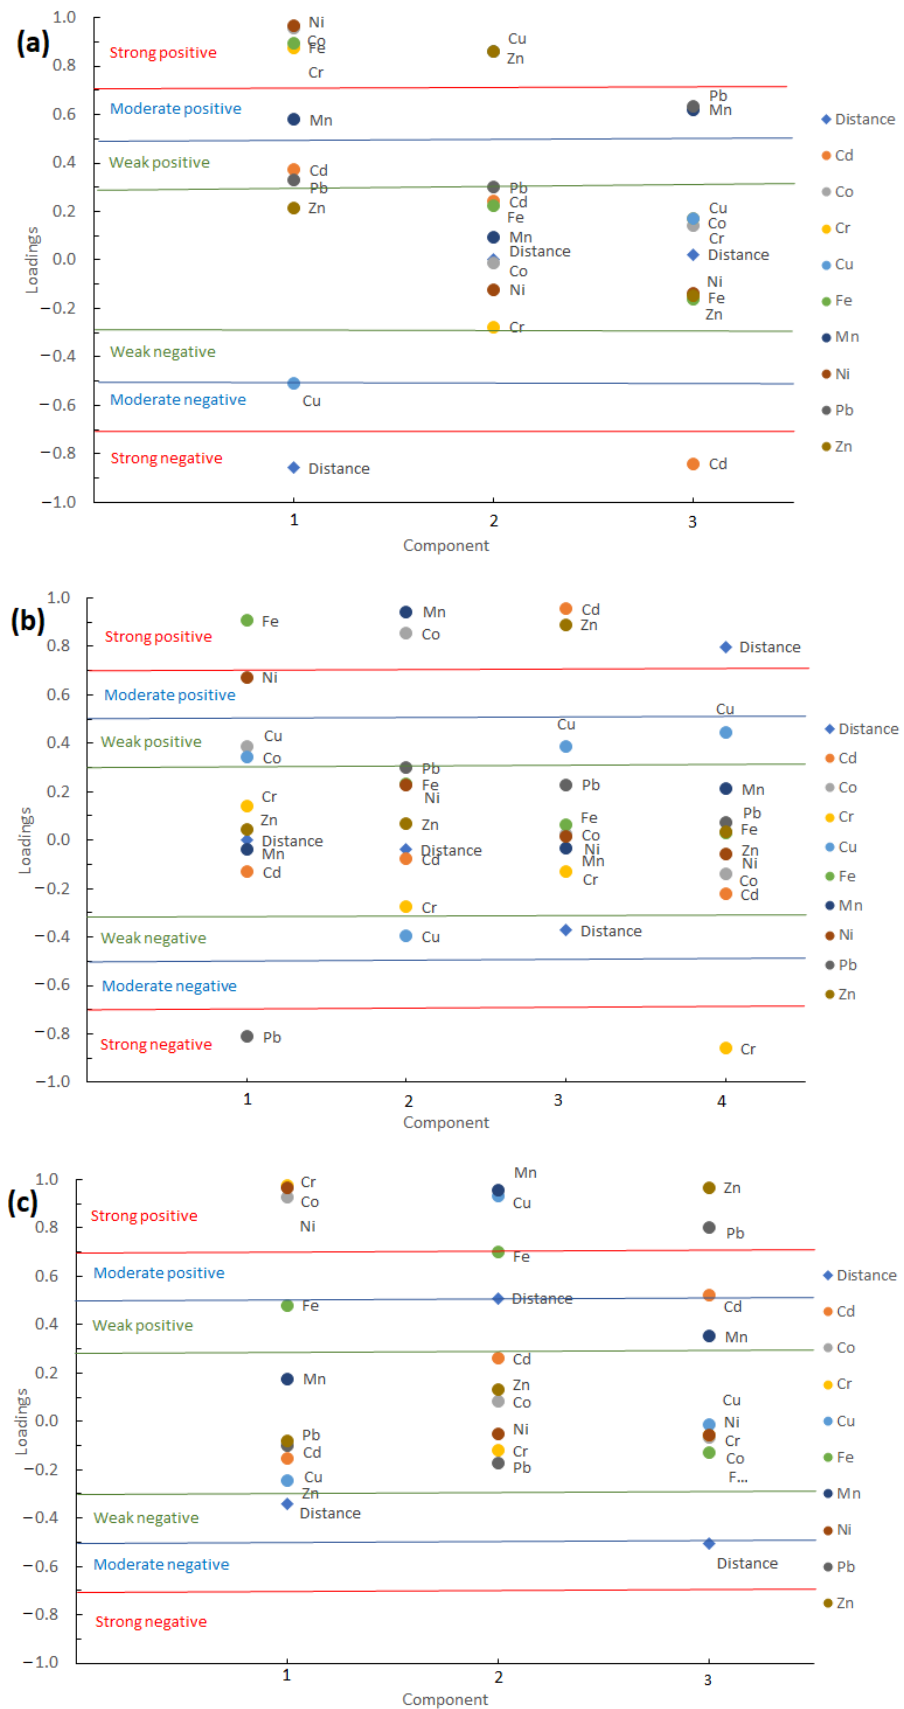 (a)
Loadings
1.0
0.8
0.6
0.4
0.2
0.0
−0.2
−0.4
−0.6
−0.8
−1.0
Strong positive
Moderate positive
Weak positive
Weak negative
Moderate negative
Strong negative
Ni
Co
Fe
Cr
Mn
Cd
Pb
Zn
Cu
Distance
Cu
Zn
Pb
Cd
Fe
Mn
Distance
Co
Ni
Cr
Pb
Mn
Cu
Co
Cr
Distance
Ni
Fe
Zn
Cd
1
2
3
Component
Distance
Cd
Co
Cr
Cu
Fe
Mn
Ni
Pb
Zn
(b)
Loadings
1.0
0.8
0.6
0.4
0.2
0.0
−0.2
−0.4
−0.6
−0.8
−1.0
Strong positive
Moderate positive
Weak positive
Weak negative
Moderate negative
Strong negative
Fe
Ni
Cu
Co
Cr
Zn
Distance
Mn
Cd
Pb
Mn
Co
Pb
Fe
Ni
Zn
Distance
Cd
Cr
Cu
Cd
Zn
Cu
Pb
Fe
Co
Ni
Mn
Cr
Distance
Distance
Cu
Mn
Pb
Fe
Zn
Ni
Co
Cd
Cr
1
2
3
4
Component
Distance
Cd
Co
Cr
Cu
Fe
Mn
Ni
Pb
Zn
(c)
Loadings
1.0
0.8
0.6
0.4
0.2
0.0
−0.2
−0.4
−0.6
−0.8
−1.0
Strong positive
Moderate positive
Weak positive
Weak negative
Moderate negative
Strong negative
Cr
Co
Ni
Fe
Mn
Pb
Cd
Cu
Zn
Distance
Mn
Cu
Fe
Distance
Cd
Zn
Co
Ni
Cr
Pb
Zn
Pb
Cd
Mn
Cu
Ni
Cr
Co
F...
Distance
1
2
3
Component
Distance
Cd
Co
Cr
Cu
Fe
Mn
Ni
Pb
Zn